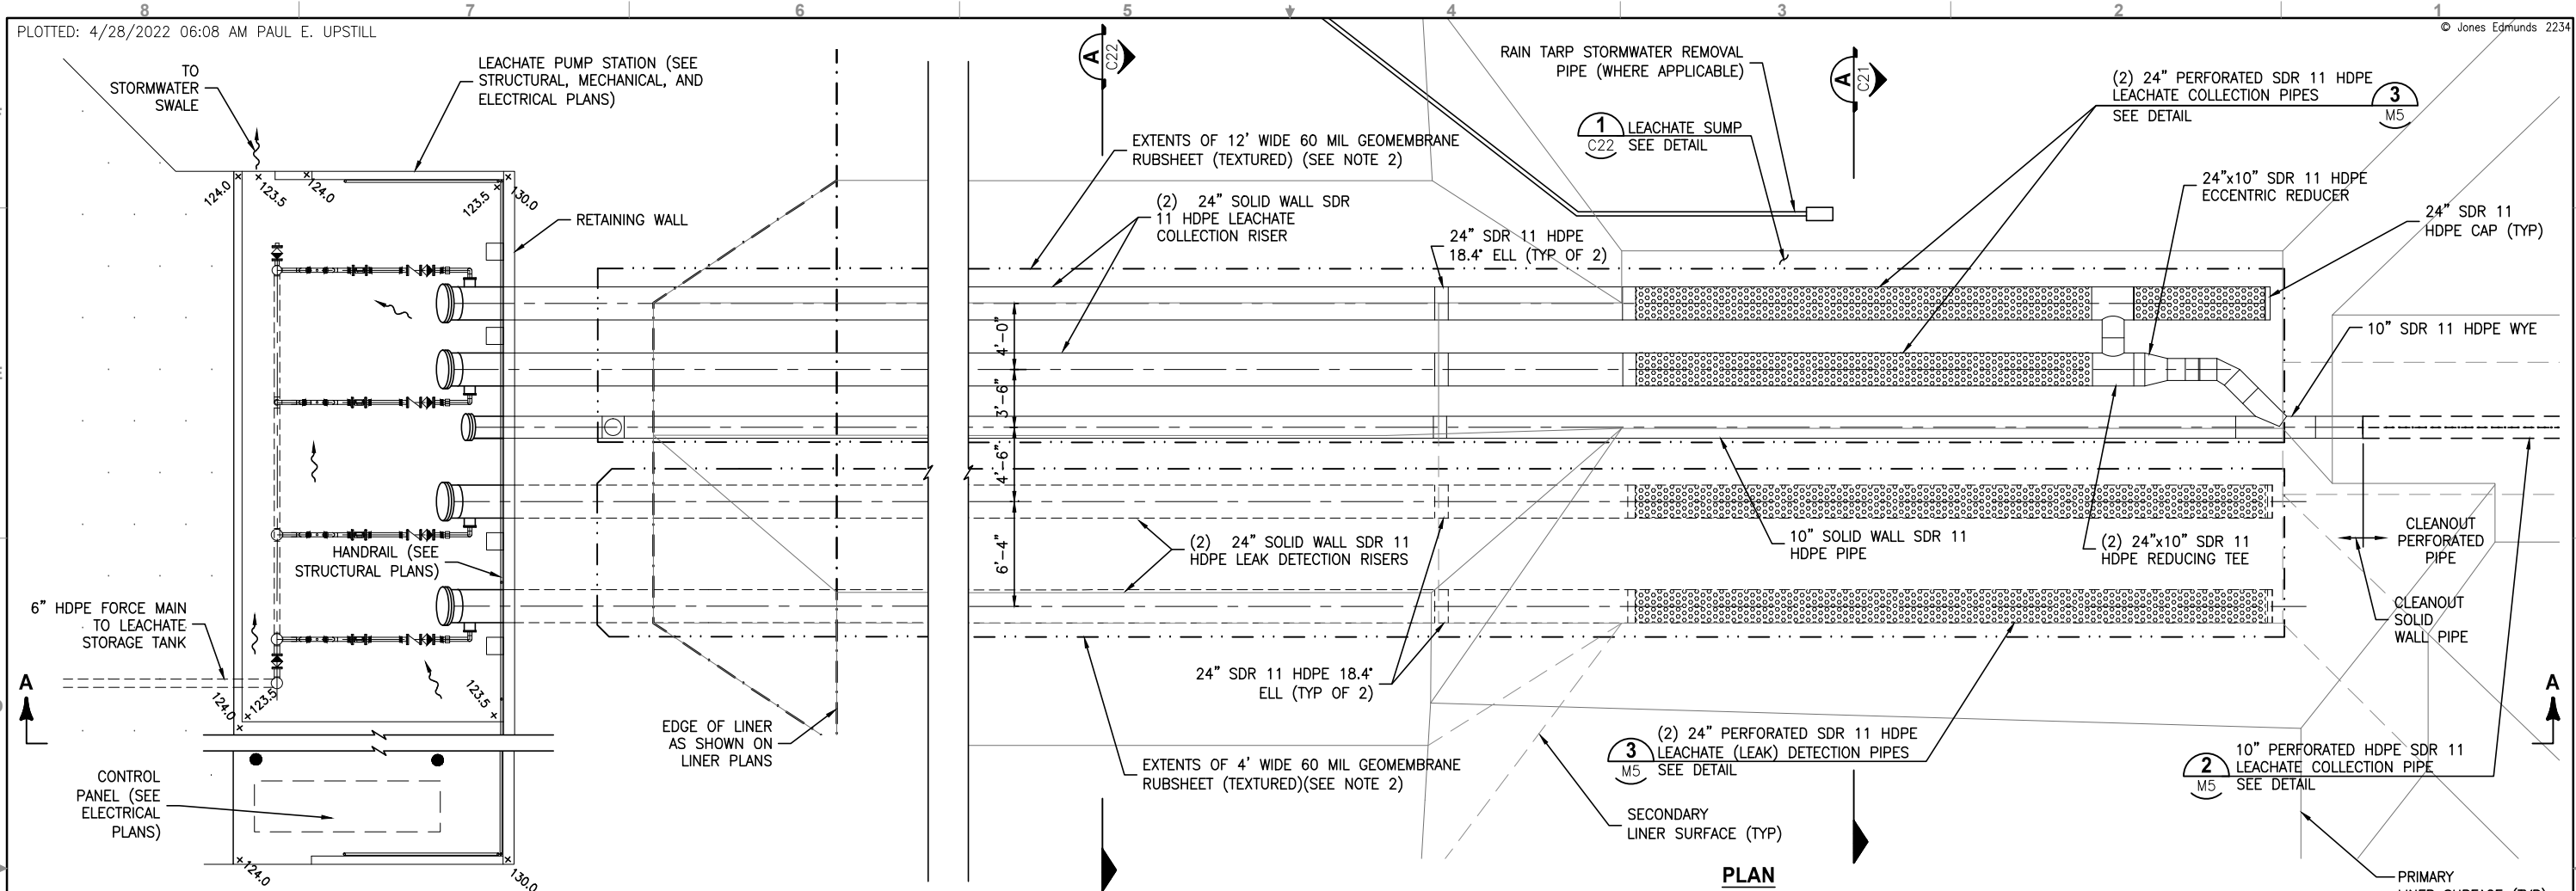 8 7 6 5 4 3 2 1
PLOTTED: 4/28/2022 06:08 AM PAUL E. UPSTILL
© Jones Edmunds 2234
TO
STORMWATER
SWALE
LEACHATE PUMP STATION (SEE
STRUCTURAL, MECHANICAL, AND
ELECTRICAL PLANS)
A
C22
RAIN TARP STORMWATER REMOVAL
PIPE (WHERE APPLICABLE)
A
C21
(2) 24" PERFORATED SDR 11 HDPE
LEACHATE COLLECTION PIPES
SEE DETAIL
3
M5
EXTENTS OF 12' WIDE 60 MIL GEOMEMBRANE
RUBSHEET (TEXTURED) (SEE NOTE 2)
1
C22
LEACHATE SUMP
SEE DETAIL
124.0
123.5
124.0
123.5
130.0
RETAINING WALL
(2) 24" SOLID WALL SDR
11 HDPE LEACHATE
COLLECTION RISER
24" SDR 11 HDPE
18.4° ELL (TYP OF 2)
24"x10" SDR 11 HDPE
ECCENTRIC REDUCER
24" SDR 11
HDPE CAP (TYP)
10" SDR 11 HDPE WYE
4'-0"
3'-6"
4'-6"
6'-4"
HANDRAIL (SEE
STRUCTURAL PLANS)
(2) 24" SOLID WALL SDR 11
HDPE LEAK DETECTION RISERS
10" SOLID WALL SDR 11
HDPE PIPE
(2) 24"x10" SDR 11
HDPE REDUCING TEE
CLEANOUT
PERFORATED
PIPE
CLEANOUT
SOLID
WALL PIPE
6" HDPE FORCE MAIN
TO LEACHATE
STORAGE TANK
A
124.0
123.5
123.5
24" SDR 11 HDPE 18.4°
ELL (TYP OF 2)
A
EDGE OF LINER
AS SHOWN ON
LINER PLANS
3
M5
(2) 24" PERFORATED SDR 11 HDPE
LEACHATE (LEAK) DETECTION PIPES
SEE DETAIL
2
M5
10" PERFORATED HDPE SDR 11
LEACHATE COLLECTION PIPE
SEE DETAIL
EXTENTS OF 4' WIDE 60 MIL GEOMEMBRANE
RUBSHEET (TEXTURED)(SEE NOTE 2)
CONTROL
PANEL (SEE
ELECTRICAL
PLANS)
SECONDARY
LINER SURFACE (TYP)
124.0
130.0
PLAN
PRIMARY